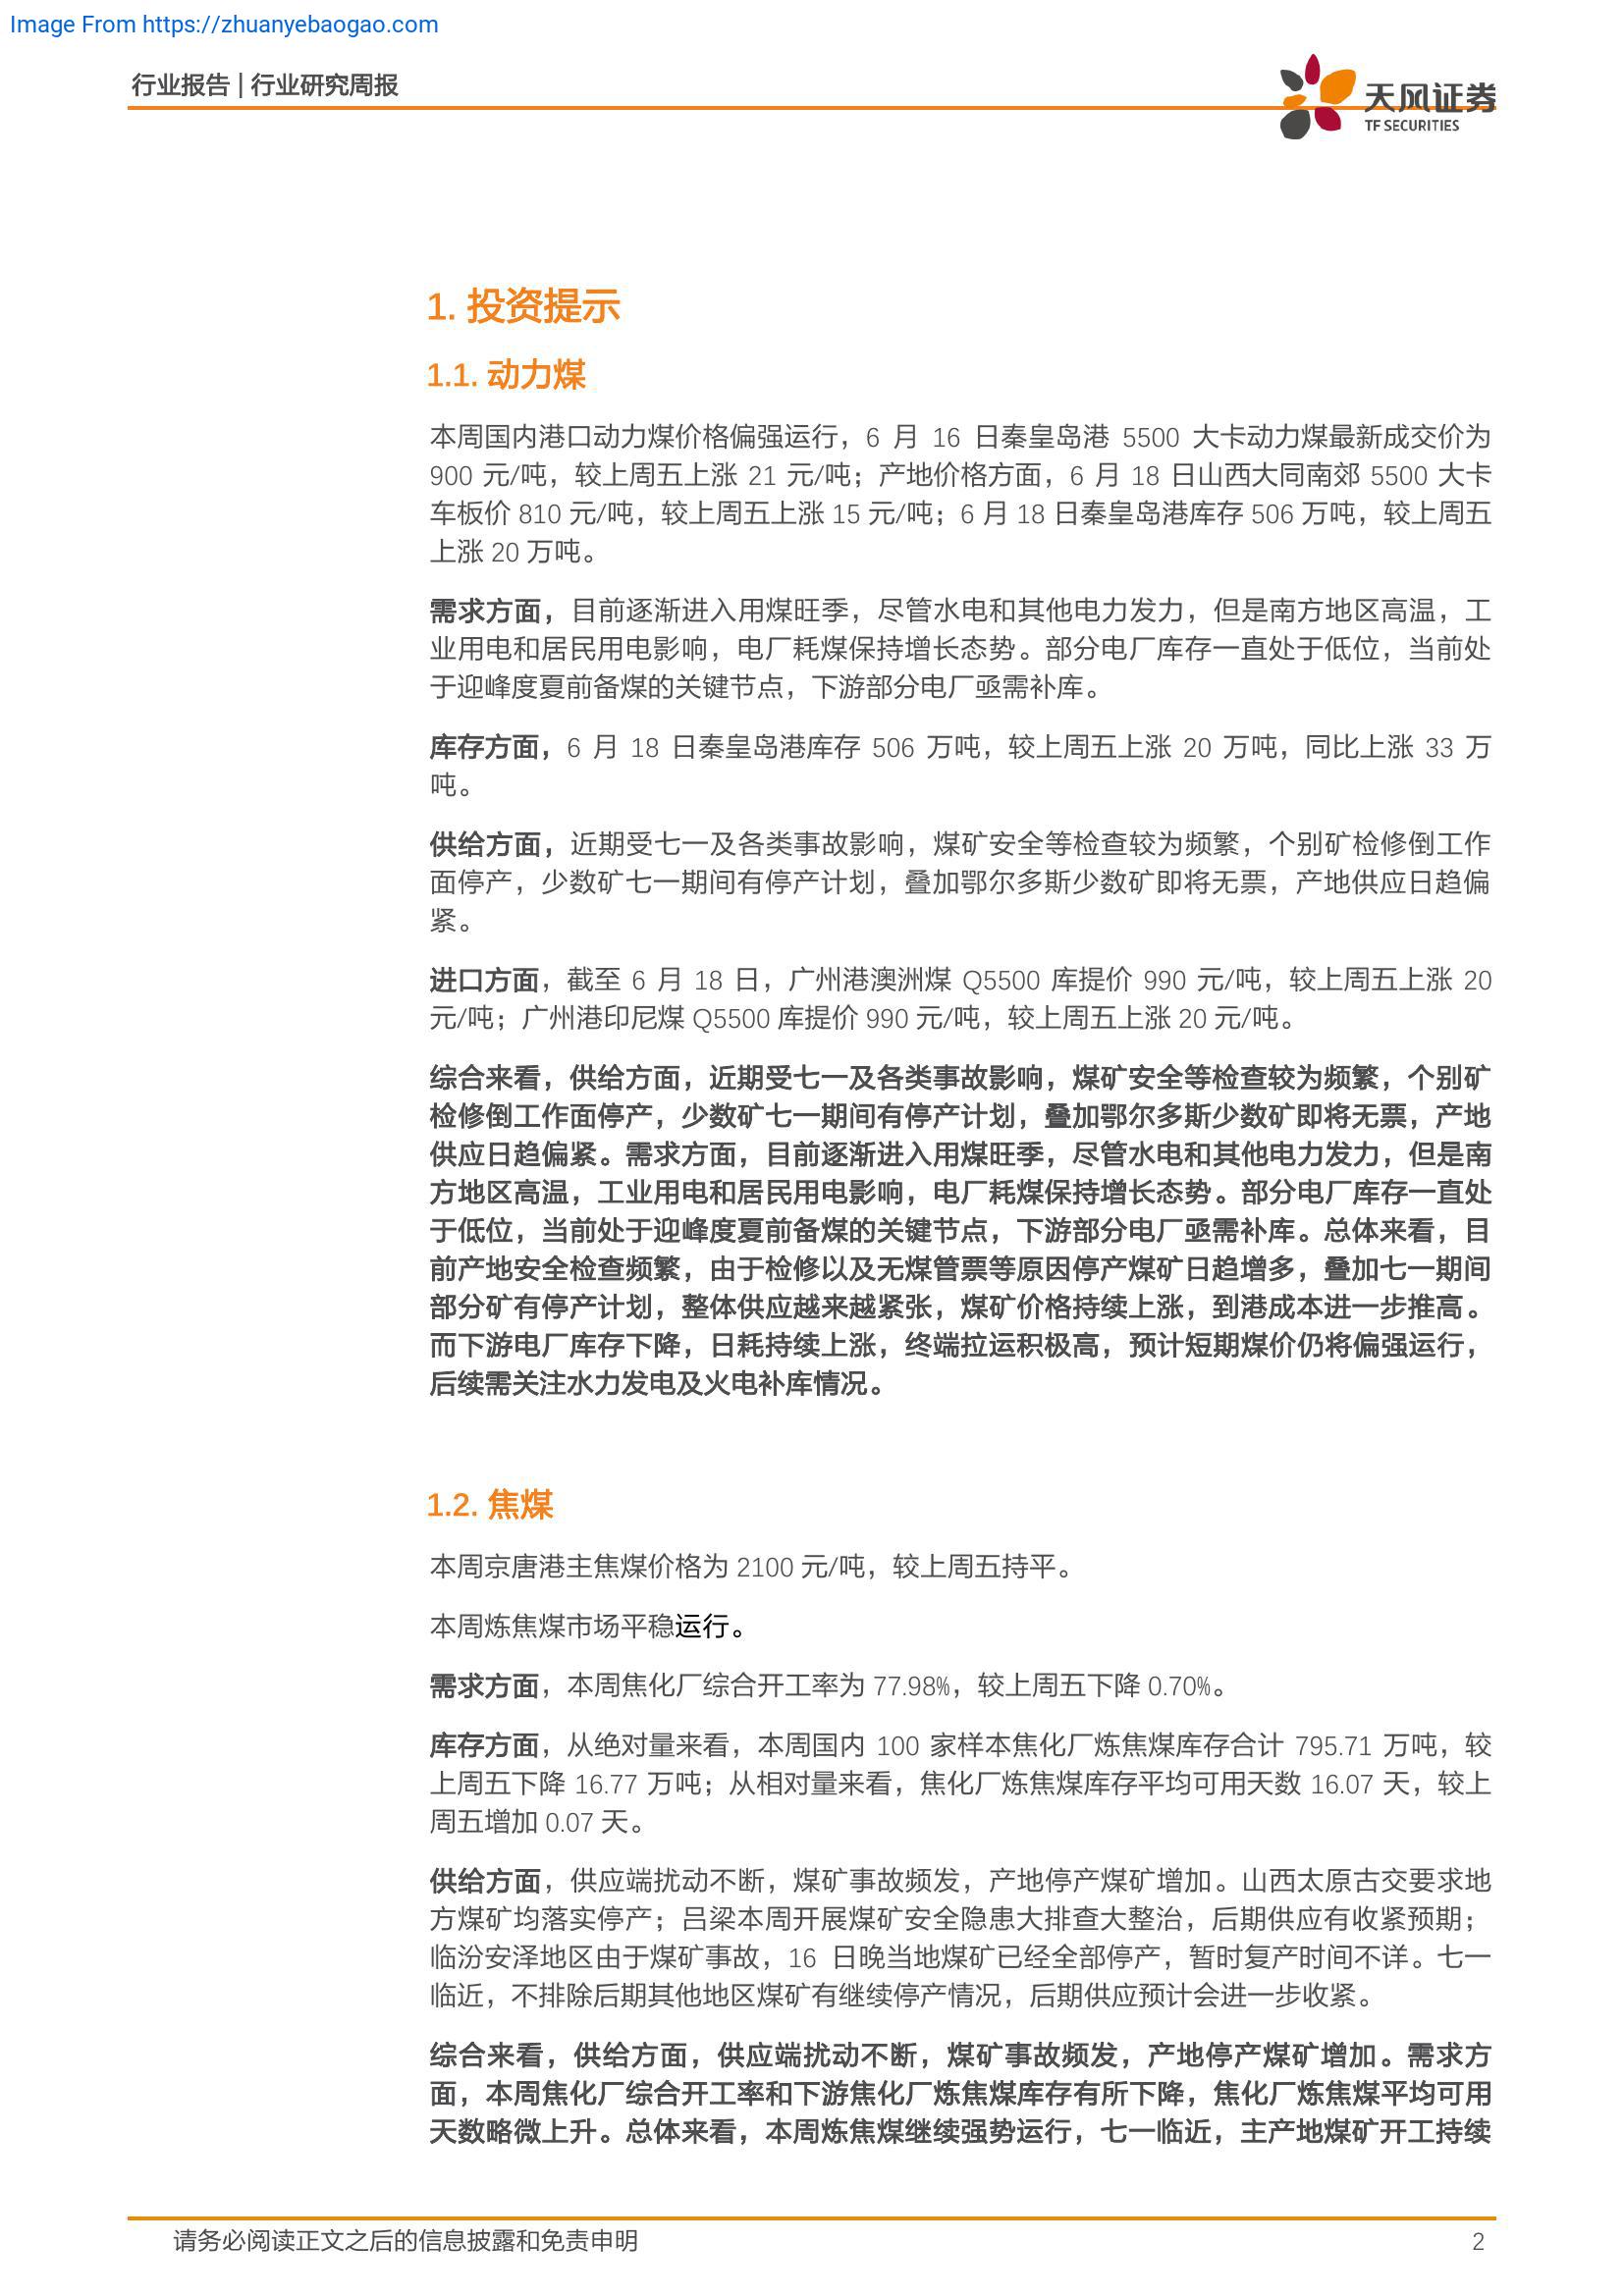 Image From https://zhuanyebaogao.com
行业报告 | 行业研究周报
天风证券
TF SECURITIES
1. 投资提示
1.1. 动力煤
本周国内港口动力煤价格偏强运行，6 月 16 日秦皇岛港 5500 大卡动力煤最新成交价为
900 元/吨，较上周五上涨 21 元/吨；产地价格方面，6 月 18 日山西大同南郊 5500 大卡
车板价 810 元/吨，较上周五上涨 15 元/吨；6 月 18 日秦皇岛港库存 506 万吨，较上周五
上涨 20 万吨。
需求方面，目前逐渐进入用煤旺季，尽管水电和其他电力发力，但是南方地区高温，工
业用电和居民用电影响，电厂耗煤保持增长态势。部分电厂库存一直处于低位，当前处
于迎峰度夏前备煤的关键节点，下游部分电厂亟需补库。
库存方面，6 月 18 日秦皇岛港库存 506 万吨，较上周五上涨 20 万吨，同比上涨 33 万
吨。
供给方面，近期受七一及各类事故影响，煤矿安全等检查较为频繁，个别矿检修倒工作
面停产，少数矿七一期间有停产计划，叠加鄂尔多斯少数矿即将无票，产地供应日趋偏
紧。
进口方面，截至 6 月 18 日，广州港澳洲煤 Q5500 库提价 990 元/吨，较上周五上涨 20
元/吨；广州港印尼煤 Q5500 库提价 990 元/吨，较上周五上涨 20 元/吨。
综合来看，供给方面，近期受七一及各类事故影响，煤矿安全等检查较为频繁，个别矿
检修倒工作面停产，少数矿七一期间有停产计划，叠加鄂尔多斯少数矿即将无票，产地
供应日趋偏紧。需求方面，目前逐渐进入用煤旺季，尽管水电和其他电力发力，但是南
方地区高温，工业用电和居民用电影响，电厂耗煤保持增长态势。部分电厂库存一直处
于低位，当前处于迎峰度夏前备煤的关键节点，下游部分电厂亟需补库。总体来看，目
前产地安全检查频繁，由于检修以及无煤管票等原因停产煤矿日趋增多，叠加七一期间
部分矿有停产计划，整体供应越来越紧张，煤矿价格持续上涨，到港成本进一步推高。
而下游电厂库存下降，日耗持续上涨，终端拉运积极高，预计短期煤价仍将偏强运行，
后续需关注水力发电及火电补库情况。
1.2. 焦煤
本周京唐港主焦煤价格为 2100 元/吨，较上周五持平。
本周炼焦煤市场平稳运行。
需求方面，本周焦化厂综合开工率为 77.98%，较上周五下降 0.70%。
库存方面，从绝对量来看，本周国内 100 家样本焦化厂炼焦煤库存合计 795.71 万吨，较
上周五下降 16.77 万吨；从相对量来看，焦化厂炼焦煤库存平均可用天数 16.07 天，较上
周五增加 0.07 天。
供给方面，供应端扰动不断，煤矿事故频发，产地停产煤矿增加。山西太原古交要求地
方煤矿均落实停产；吕梁本周开展煤矿安全隐患大排查大整治，后期供应有收紧预期；
临汾安泽地区由于煤矿事故，16 日晚当地煤矿已经全部停产，暂时复产时间不详。七一
临近，不排除后期其他地区煤矿有继续停产情况，后期供应预计会进一步收紧。
综合来看，供给方面，供应端扰动不断，煤矿事故频发，产地停产煤矿增加。需求方
面，本周焦化厂综合开工率和下游焦化厂炼焦煤库存有所下降，焦化厂炼焦煤平均可用
天数略微上升。总体来看，本周炼焦煤继续强势运行，七一临近，主产地煤矿开工持续
请务必阅读正文之后的信息披露和免责申明
2